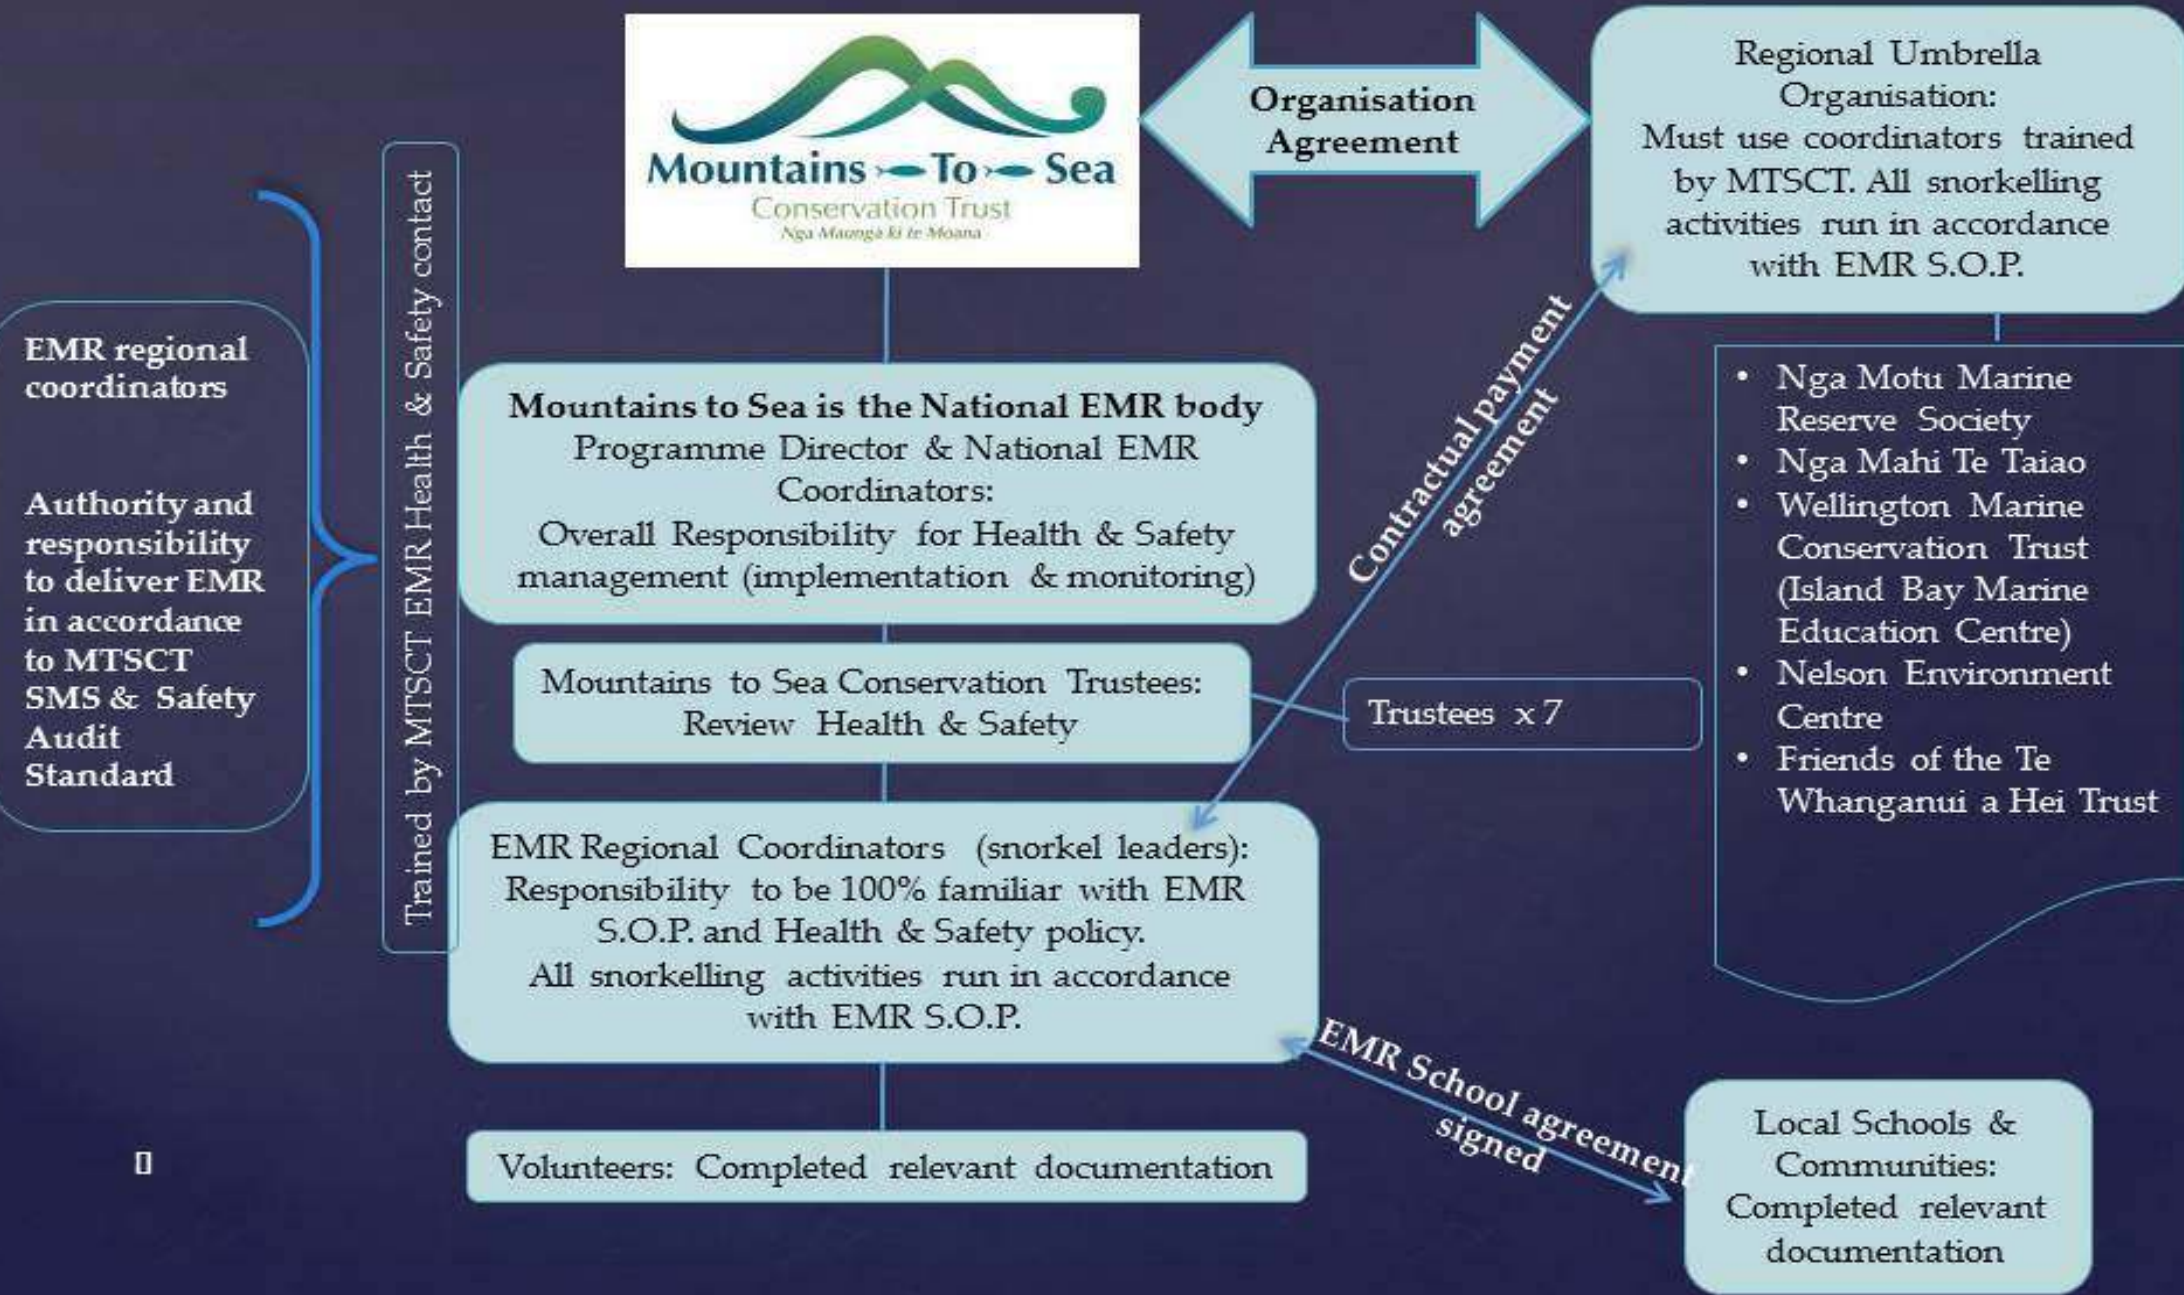 Mountains To Sea
Conservation Trust
Nga Maunga ki te Moana
Organisation
Agreement
Regional Umbrella
Organisation:
Must use coordinators trained
by MTSCT. All snorkelling
activities run in accordance
with EMR S.O.P.
EMR regional
coordinators
Authority and
responsibility
to deliver EMR
in accordance
to MTSCT
SMS & Safety
Audit
Standard
Trained by MTSCT EMR Health & Safety contact
Mountains to Sea is the National EMR body
Programme Director & National EMR
Coordinators:
Overall Responsibility for Health & Safety
management (implementation & monitoring)
Contractual payment
agreement
• Nga Motu Marine
Reserve Society
• Nga Mahi Te Taiao
• Wellington Marine
Conservation Trust
(Island Bay Marine
Education Centre)
• Nelson Environment
Centre
• Friends of the Te
Whanganui a Hei Trust
Mountains to Sea Conservation Trustees:
Review Health & Safety
Trustees x 7
EMR Regional Coordinators (snorkel leaders):
Responsibility to be 100% familiar with EMR
S.O.P. and Health & Safety policy.
All snorkelling activities run in accordance
with EMR S.O.P.
EMR School agreement
signed
Volunteers: Completed relevant documentation
Local Schools &
Communities:
Completed relevant
documentation